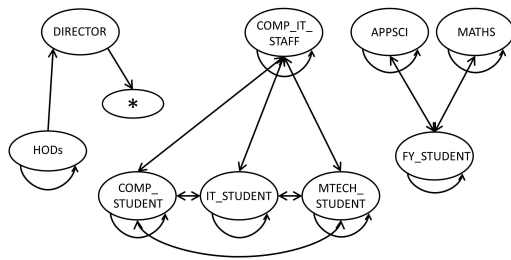 DIRECTOR
COMP_IT_
STAFF
APPSCI
MATHS
*
HODs
FY_STUDENT
COMP_
STUDENT
IT_STUDENT
MTECH_
STUDENT